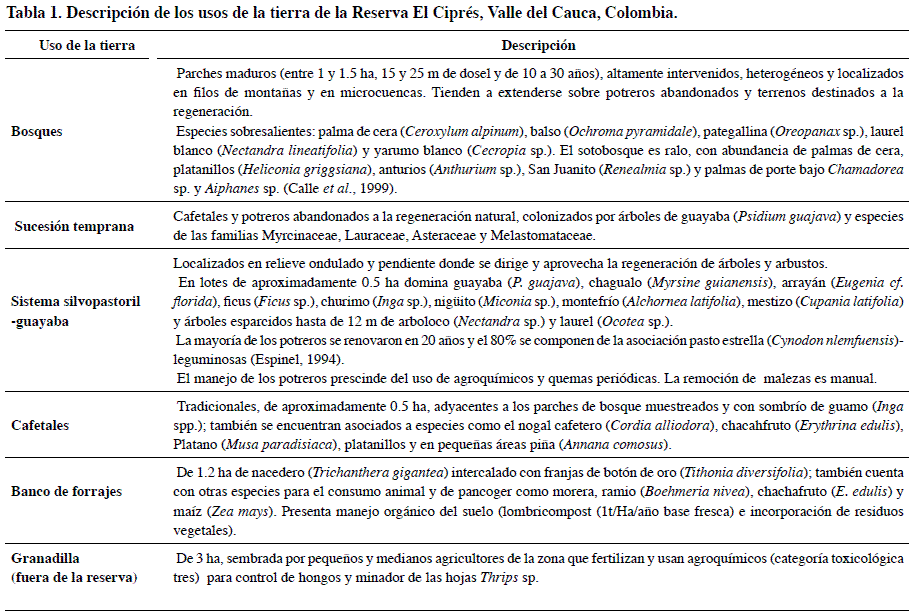 Tabla 1. Descripción de los usos de la tierra de la Reserva El Ciprés, Valle del Cauca, Colombia.
Uso de la tierra
Descripción
Bosques
Parches maduros (entre 1 y 1.5 ha, 15 y 25 m de dosel y de 10 a 30 años), altamente intervenidos, heterogéneos y localizados
en filos de montañas y en microcuencas. Tienden a extenderse sobre potreros abandonados y terrenos destinados a la
regeneración.
Especies sobresalientes: palma de cera (Ceroxylum alpinum), balso (Ochroma pyramidale), pategallina (Oreopanax sp.), laurel
blanco (Nectandra lineatifolia) y yarumo blanco (Cecropia sp.). El sotobosque es ralo, con abundancia de palmas de cera,
platanillos (Heliconia griggsiana), anturios (Anthurium sp.), San Juanito (Renealmia sp.) y palmas de porte bajo Chamadorea
sp. y Aiphanes sp. (Calle et al., 1999).
Sucesión temprana
Cafetales y potreros abandonados a la regeneración natural, colonizados por árboles de guayaba (Psidium guajava) y especies
de las familias Myrcinaceae, Lauraceae, Asteraceae y Melastomataceae.
Sistema silvopastoril
-guayaba
Localizados en relieve ondulado y pendiente donde se dirige y aprovecha la regeneración de árboles y arbustos.
En lotes de aproximadamente 0.5 ha domina guayaba (P. guajava), chagualo (Myrsine guianensis), arrayán (Eugenia cf.
florida), ficus (Ficus sp.), churimo (Inga sp.), nigüito (Miconia sp.), montefrío (Alchornea latifolia), mestizo (Cupania latifolia)
y árboles esparcidos hasta de 12 m de arboloco (Nectandra sp.) y laurel (Ocotea sp.).
La mayoría de los potreros se renovaron en 20 años y el 80% se componen de la asociación pasto estrella (Cynodon nlemfuensis)-
leguminosas (Espinel, 1994).
El manejo de los potreros prescinde del uso de agroquímicos y quemas periódicas. La remoción de malezas es manual.
Cafetales
Tradicionales, de aproximadamente 0.5 ha, adyacentes a los parches de bosque muestreados y con sombrío de guamo (Inga
spp.); también se encuentran asociados a especies como el nogal cafetero (Cordia alliodora), chacahfruto (Erythrina edulis),
Platano (Musa paradisiaca), platanillos y en pequeñas áreas piña (Annana comosus).
Banco de forrajes
De 1.2 ha de nacedero (Trichanthera gigantea) intercalado con franjas de botón de oro (Tithonia diversifolia); también cuenta
con otras especies para el consumo animal y de pancoger como morera, ramio (Boehmeria nivea), chachafruto (E. edulis) y
maíz (Zea mays). Presenta manejo orgánico del suelo (lombricompost (1t/Ha/año base fresca) e incorporación de residuos
vegetales).
Granadilla
(fuera de la reserva)
De 3 ha, sembrada por pequeños y medianos agricultores de la zona que fertilizan y usan agroquímicos (categoría toxicológica
tres) para control de hongos y minador de las hojas Thrips sp.